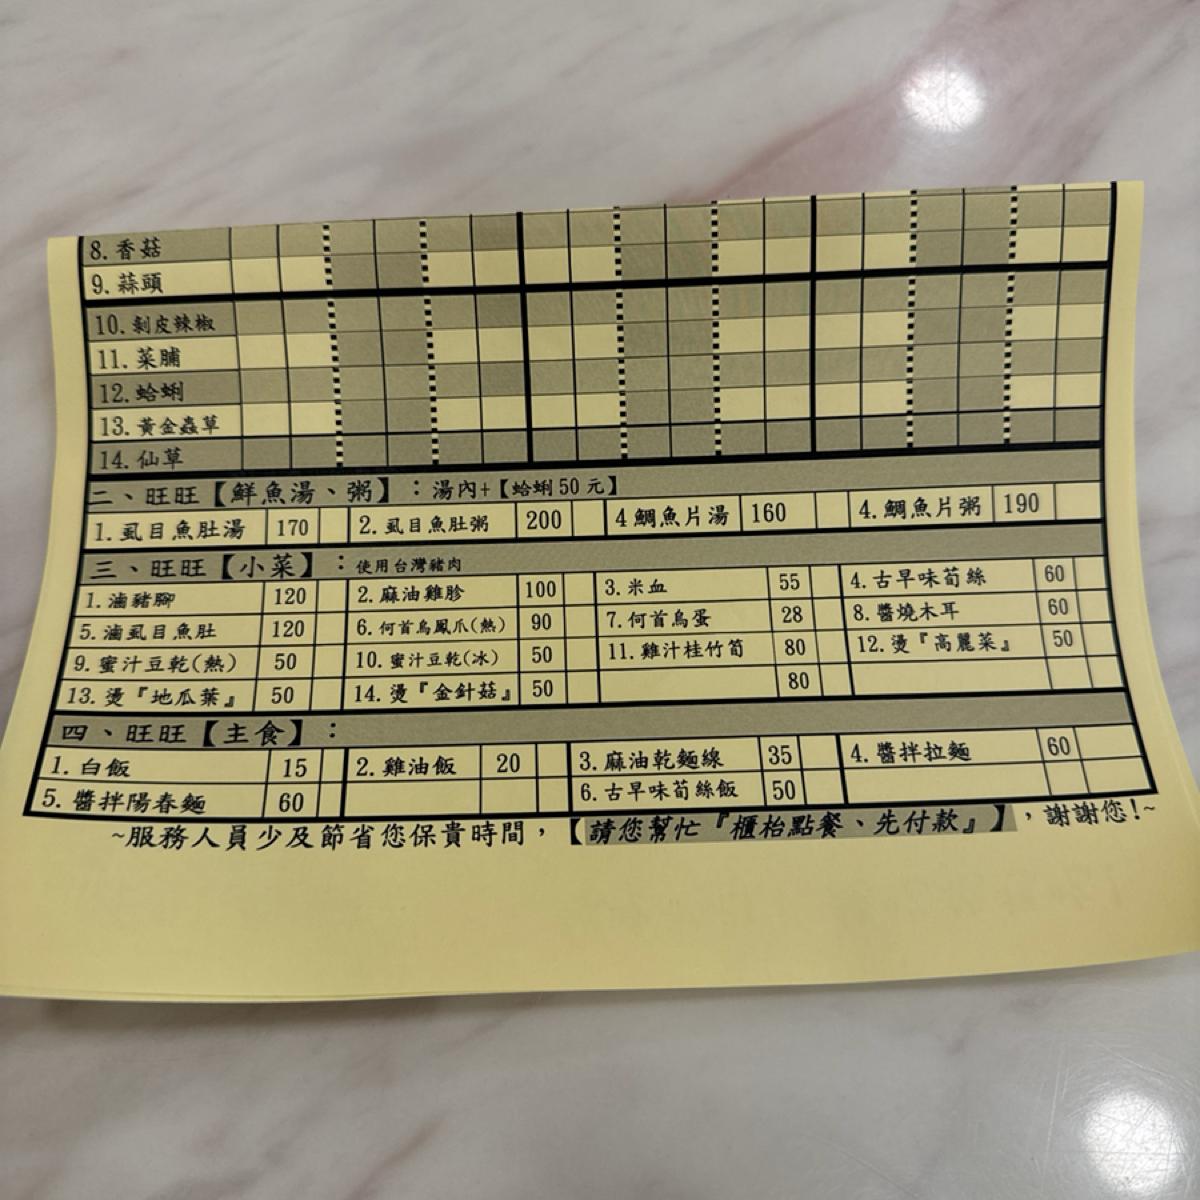 8. 香菇
9. 蒜頭
10. 剝皮辣椒
11. 菜脯
12. 蛤蜊
13. 黃金蟲草
14. 仙草
二、旺旺【鮮魚湯、粥】：湯內+【蛤蜊50元】
1. 虱目魚肚湯 170 2. 虱目魚肚粥 200 4 鯛魚片湯 160 4. 鯛魚片粥 190
三、旺旺【小菜】：使用台灣豬肉
1. 滷豬腳 120 2. 麻油雞胗 100 3. 米血 55 4. 古早味荀絲 60
5. 滷虱目魚肚 120 6. 何首烏鳳爪(熱) 90 7. 何首烏蛋 28 8. 醬燒木耳 60
9. 蜜汁豆乾(熱) 50 10. 蜜汁豆乾(冰) 50 11. 雞汁桂竹筍 80 12. 燙『高麗菜』 50
13. 燙『地瓜葉』 50 14. 燙『金針菇』 50 80
四、旺旺【主食】：
1. 白飯 15 2. 雞油飯 20 3. 麻油乾麵線 35 4. 醬拌拉麵 60
5. 醬拌陽春麵 60 6. 古早味荀絲飯 50
~服務人員少及節省您保貴時間，【請您幫忙『櫃枱點餐、先付款』】，謝謝您!~